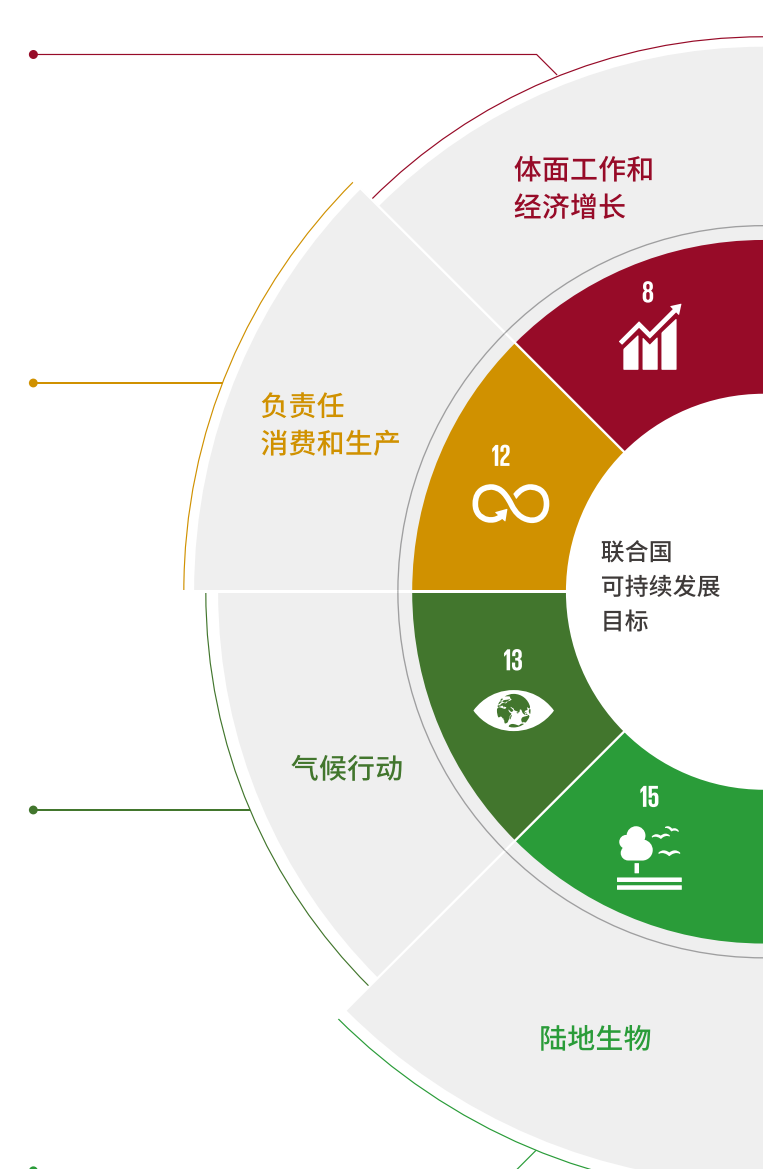 体面工作和
经济增长
8
负责任
消费和生产
12
联合国
可持续发展
目标
13
气候行动
15
陆地生物